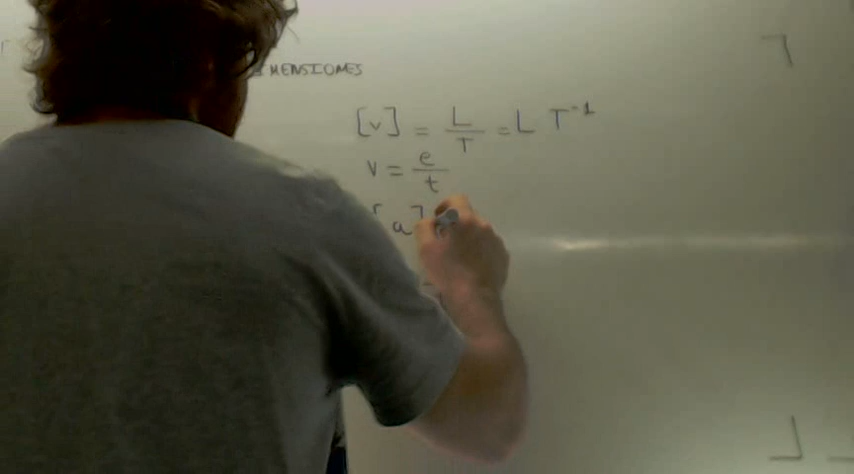 MENSIONES
[v] = L/T = L T⁻¹
v = e/t
[a]